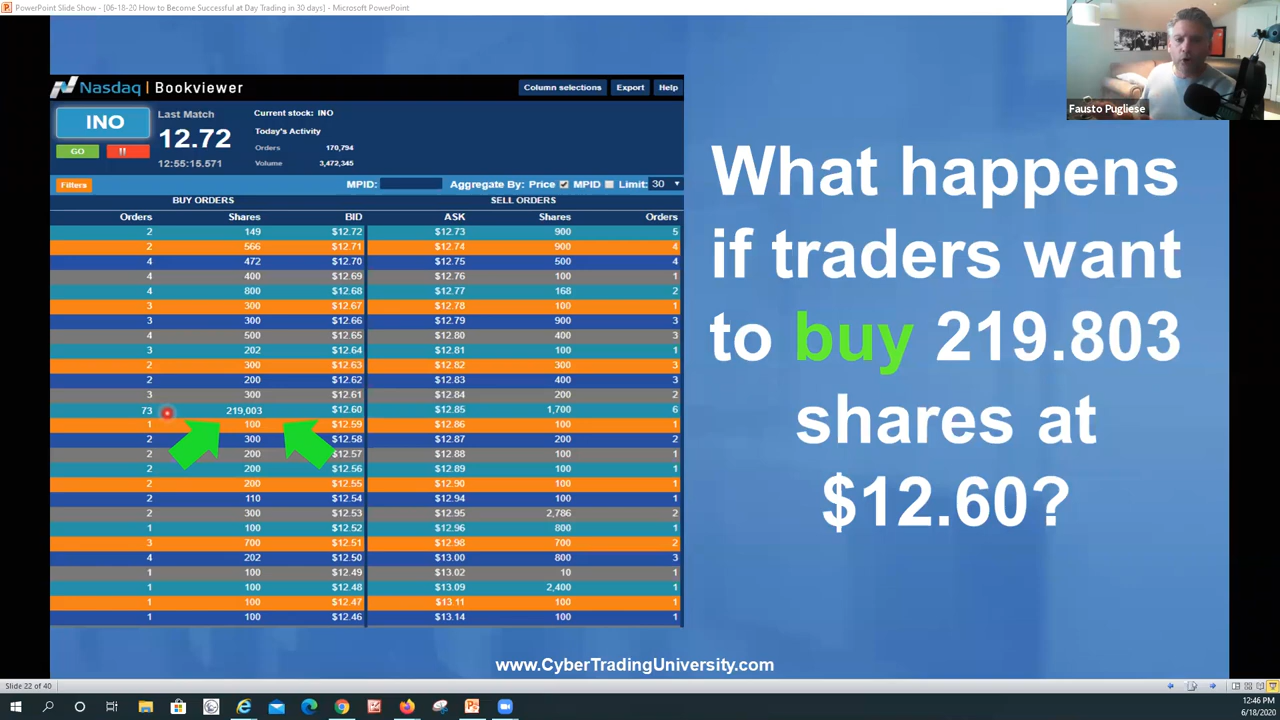 PowerPoint Slide Show - [06-18-20 How to Become Successful at Day Trading in 30 days] - Microsoft PowerPoint
Fausto Pugliese
Nasdaq | Bookviewer
Column selections Export Help
INO
GO
Last Match
12.72
12:55:15.571
Current stock: INO
Today's Activity
Orders 170,794
Volume 3,472,345
Filters MPID: Aggregate By: Price MPID Limit: 30
BUY ORDERS SELL ORDERS
Orders Shares BID ASK Shares Orders
2 149 $12.72 $12.73 900 5
2 566 $12.71 $12.74 900 4
4 472 $12.70 $12.75 500 4
4 400 $12.69 $12.76 100 1
4 800 $12.68 $12.77 168 2
3 300 $12.67 $12.78 100 1
3 300 $12.66 $12.79 900 3
4 500 $12.65 $12.80 400 3
3 202 $12.64 $12.81 100 1
2 300 $12.63 $12.82 300 3
2 200 $12.62 $12.83 400 3
3 300 $12.61 $12.84 200 2
73 219,003 $12.60 $12.85 1,700 6
1 100 $12.59 $12.86 100 1
2 300 $12.58 $12.87 200 2
2 200 $12.57 $12.88 100 1
2 200 $12.56 $12.89 100 1
2 200 $12.55 $12.90 100 1
2 110 $12.54 $12.94 100 1
2 300 $12.53 $12.95 2,786 2
1 100 $12.52 $12.96 800 1
3 700 $12.51 $12.98 700 2
4 202 $12.50 $13.00 800 3
1 100 $12.49 $13.02 10 1
1 100 $12.48 $13.09 2,400 1
1 100 $12.47 $13.11 100 1
1 100 $12.46 $13.14 100 1
What happens
if traders want
to buy 219.803
shares at
$12.60?
www.CyberTradingUniversity.com
Slide 22 of 40
12:46 PM
6/18/2020